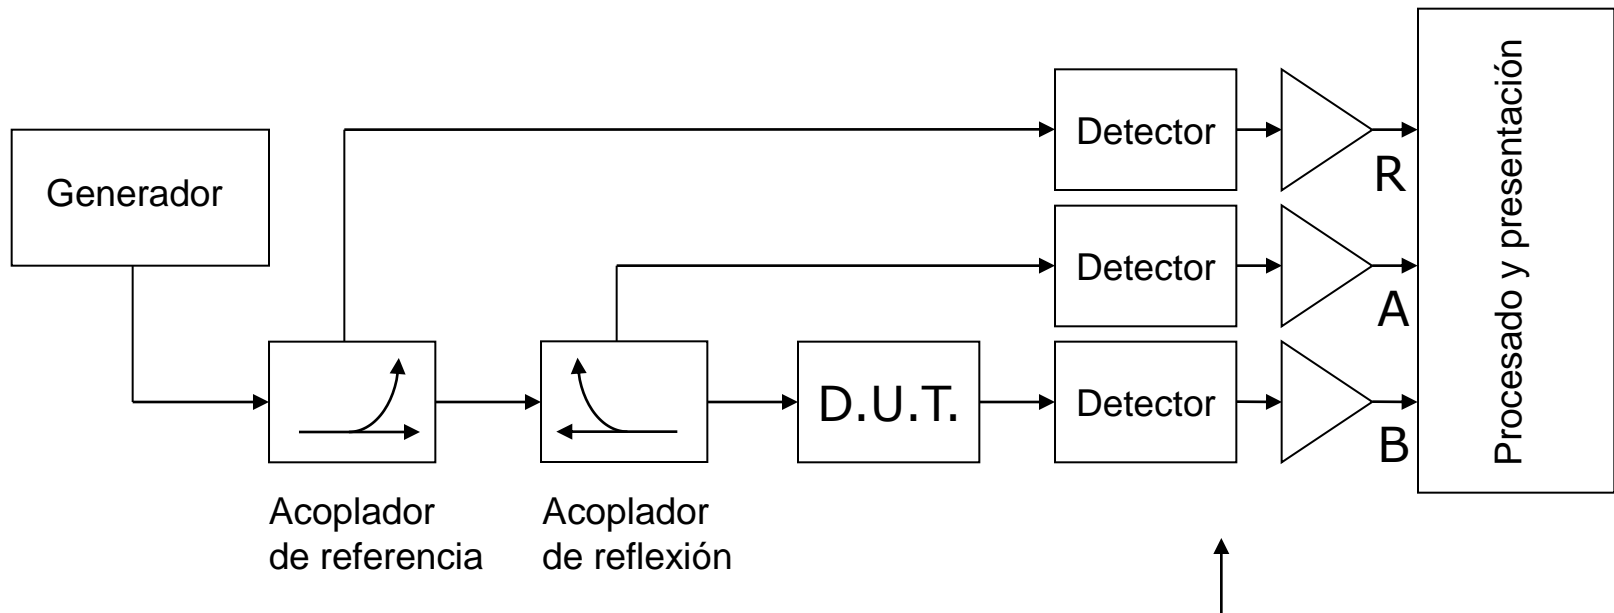 Generador
Detector
R
Detector
A
D.U.T.
Detector
B
Procesado y presentación
Acoplador
de referencia
Acoplador
de reflexión